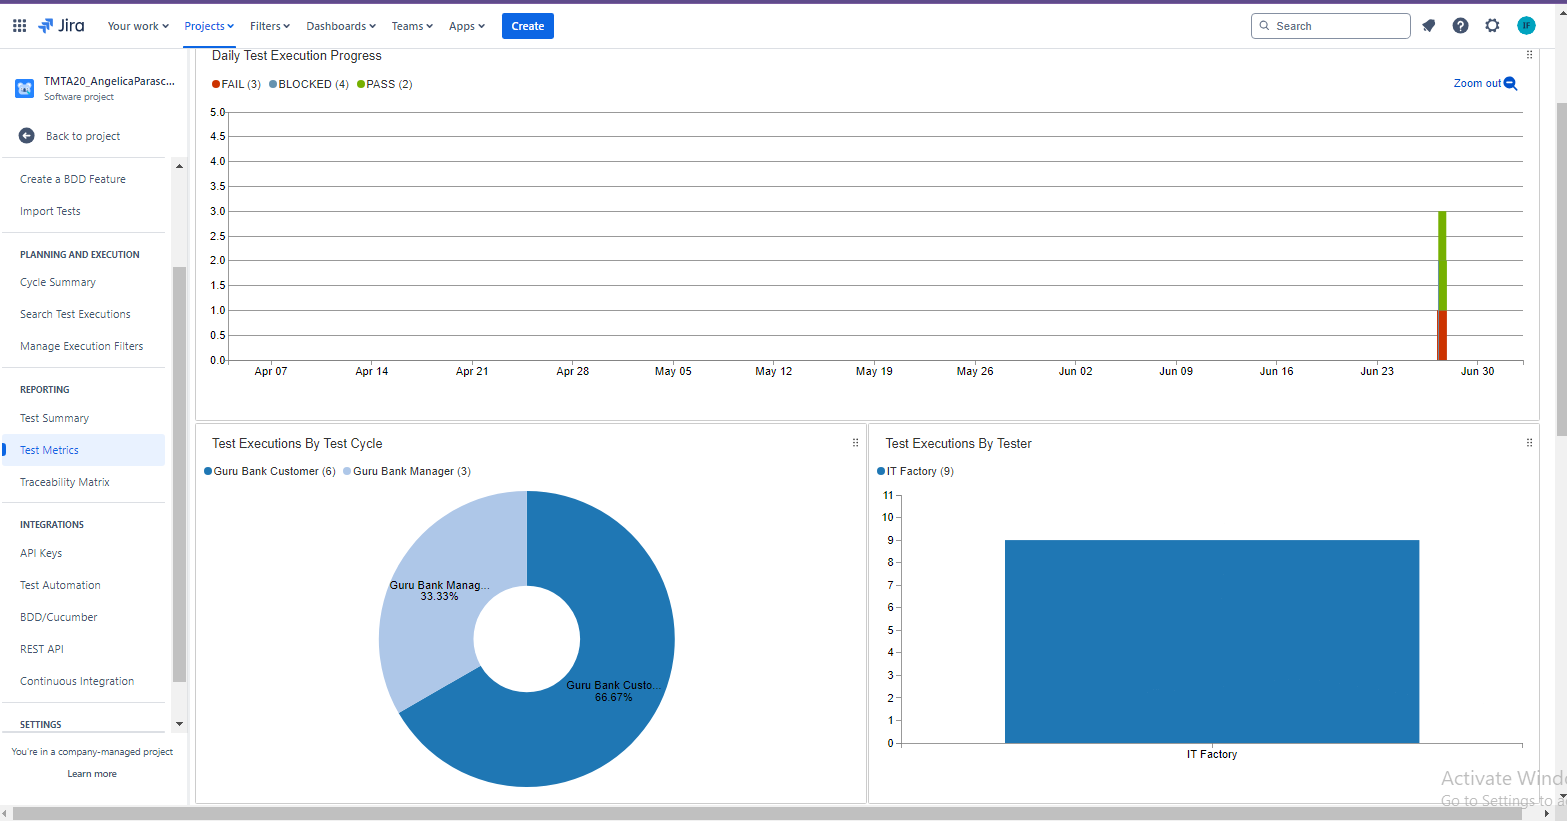 Jira Your work Projects Filters Dashboards Teams Apps Create Search IF
TMTA20_AngelicaParasc...
Software project
Back to project
Create a BDD Feature
Import Tests
PLANNING AND EXECUTION
Cycle Summary
Search Test Executions
Manage Execution Filters
REPORTING
Test Summary
Test Metrics
Traceability Matrix
INTEGRATIONS
API Keys
Test Automation
BDD/Cucumber
REST API
Continuous Integration
SETTINGS
You're in a company-managed project
Learn more
Daily Test Execution Progress
FAIL (3) BLOCKED (4) PASS (2)
Zoom out
5.0
4.5
4.0
3.5
3.0
2.5
2.0
1.5
1.0
0.5
0.0
Apr 07 Apr 14 Apr 21 Apr 28 May 05 May 12 May 19 May 26 Jun 02 Jun 09 Jun 16 Jun 23 Jun 30
Test Executions By Test Cycle
Guru Bank Customer (6) Guru Bank Manager (3)
Guru Bank Manag...
33.33%
Guru Bank Custo...
66.67%
Test Executions By Tester
IT Factory (9)
11
10
9
8
7
6
5
4
3
2
1
0
IT Factory
Activate Windo
Go to Settings to a